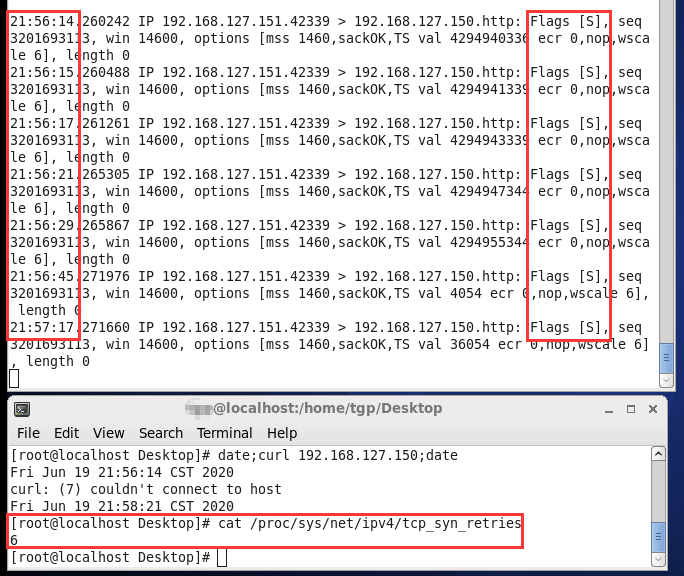 21:56:14.260242 IP 192.168.127.151.42339 > 192.168.127.150.http: Flags [S], seq
3201693113, win 14600, options [mss 1460,sackOK,TS val 4294940336 ecr 0,nop,wsca
le 6], length 0
21:56:15.260488 IP 192.168.127.151.42339 > 192.168.127.150.http: Flags [S], seq
3201693113, win 14600, options [mss 1460,sackOK,TS val 4294941339 ecr 0,nop,wsca
le 6], length 0
21:56:17.261261 IP 192.168.127.151.42339 > 192.168.127.150.http: Flags [S], seq
3201693113, win 14600, options [mss 1460,sackOK,TS val 4294943339 ecr 0,nop,wsca
le 6], length 0
21:56:21.265305 IP 192.168.127.151.42339 > 192.168.127.150.http: Flags [S], seq
3201693113, win 14600, options [mss 1460,sackOK,TS val 4294947344 ecr 0,nop,wsca
le 6], length 0
21:56:29.265867 IP 192.168.127.151.42339 > 192.168.127.150.http: Flags [S], seq
3201693113, win 14600, options [mss 1460,sackOK,TS val 4294955344 ecr 0,nop,wsca
le 6], length 0
21:56:45.271976 IP 192.168.127.151.42339 > 192.168.127.150.http: Flags [S], seq
3201693113, win 14600, options [mss 1460,sackOK,TS val 4054 ecr 0,nop,wscale 6],
 length 0
21:57:17.271660 IP 192.168.127.151.42339 > 192.168.127.150.http: Flags [S], seq
3201693113, win 14600, options [mss 1460,sackOK,TS val 36054 ecr 0,nop,wscale 6]
, length 0
@localhost:/home/tgp/Desktop
File Edit View Search Terminal Help
[root@localhost Desktop]# date;curl 192.168.127.150;date
Fri Jun 19 21:56:14 CST 2020
curl: (7) couldn't connect to host
Fri Jun 19 21:58:21 CST 2020
[root@localhost Desktop]# cat /proc/sys/net/ipv4/tcp_syn_retries
6
[root@localhost Desktop]#